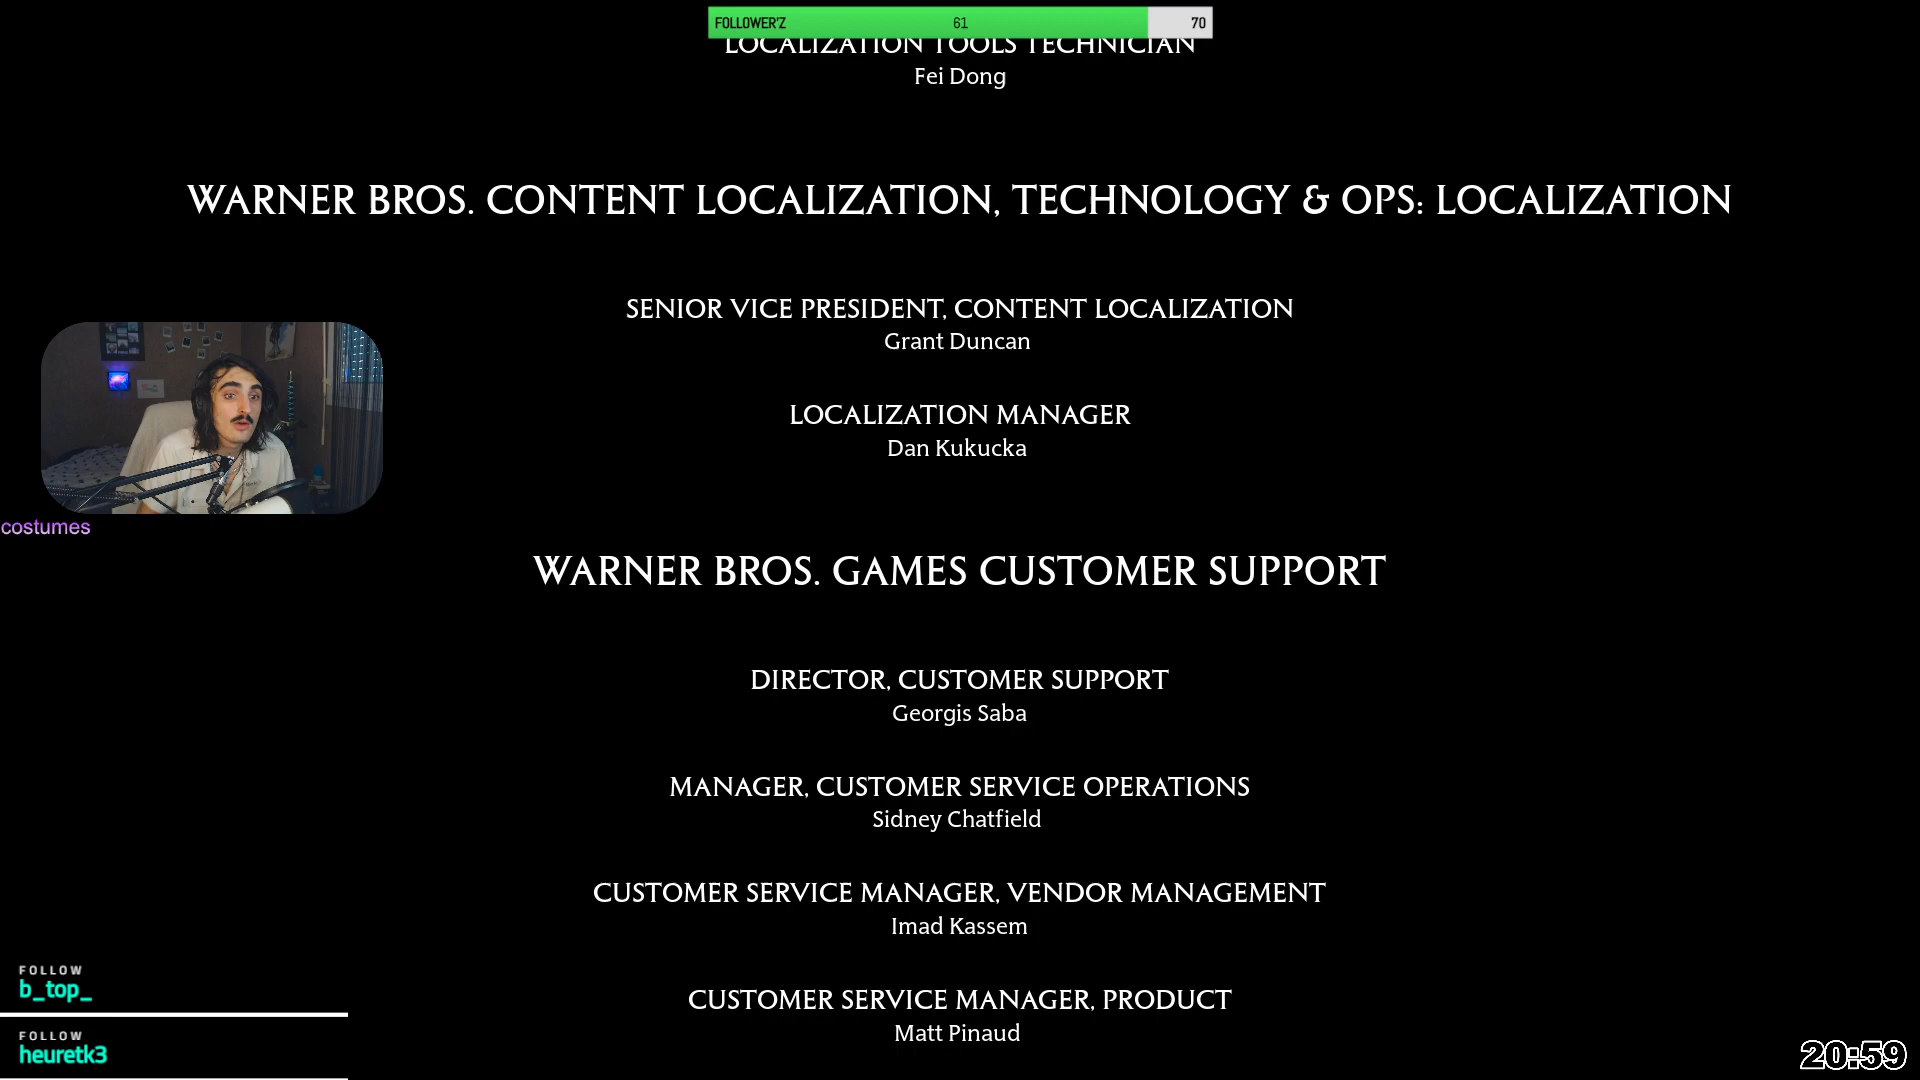 FOLLOWER'Z 61 70
LOCALIZATION TOOLS TECHNICIAN
Fei Dong
WARNER BROS. CONTENT LOCALIZATION, TECHNOLOGY & OPS: LOCALIZATION
SENIOR VICE PRESIDENT, CONTENT LOCALIZATION
Grant Duncan
LOCALIZATION MANAGER
Dan Kukucka
costumes
WARNER BROS. GAMES CUSTOMER SUPPORT
DIRECTOR, CUSTOMER SUPPORT
Georgis Saba
MANAGER, CUSTOMER SERVICE OPERATIONS
Sidney Chatfield
CUSTOMER SERVICE MANAGER, VENDOR MANAGEMENT
Imad Kassem
CUSTOMER SERVICE MANAGER, PRODUCT
Matt Pinaud
FOLLOW
b_top_
FOLLOW
heuretk3
20:59